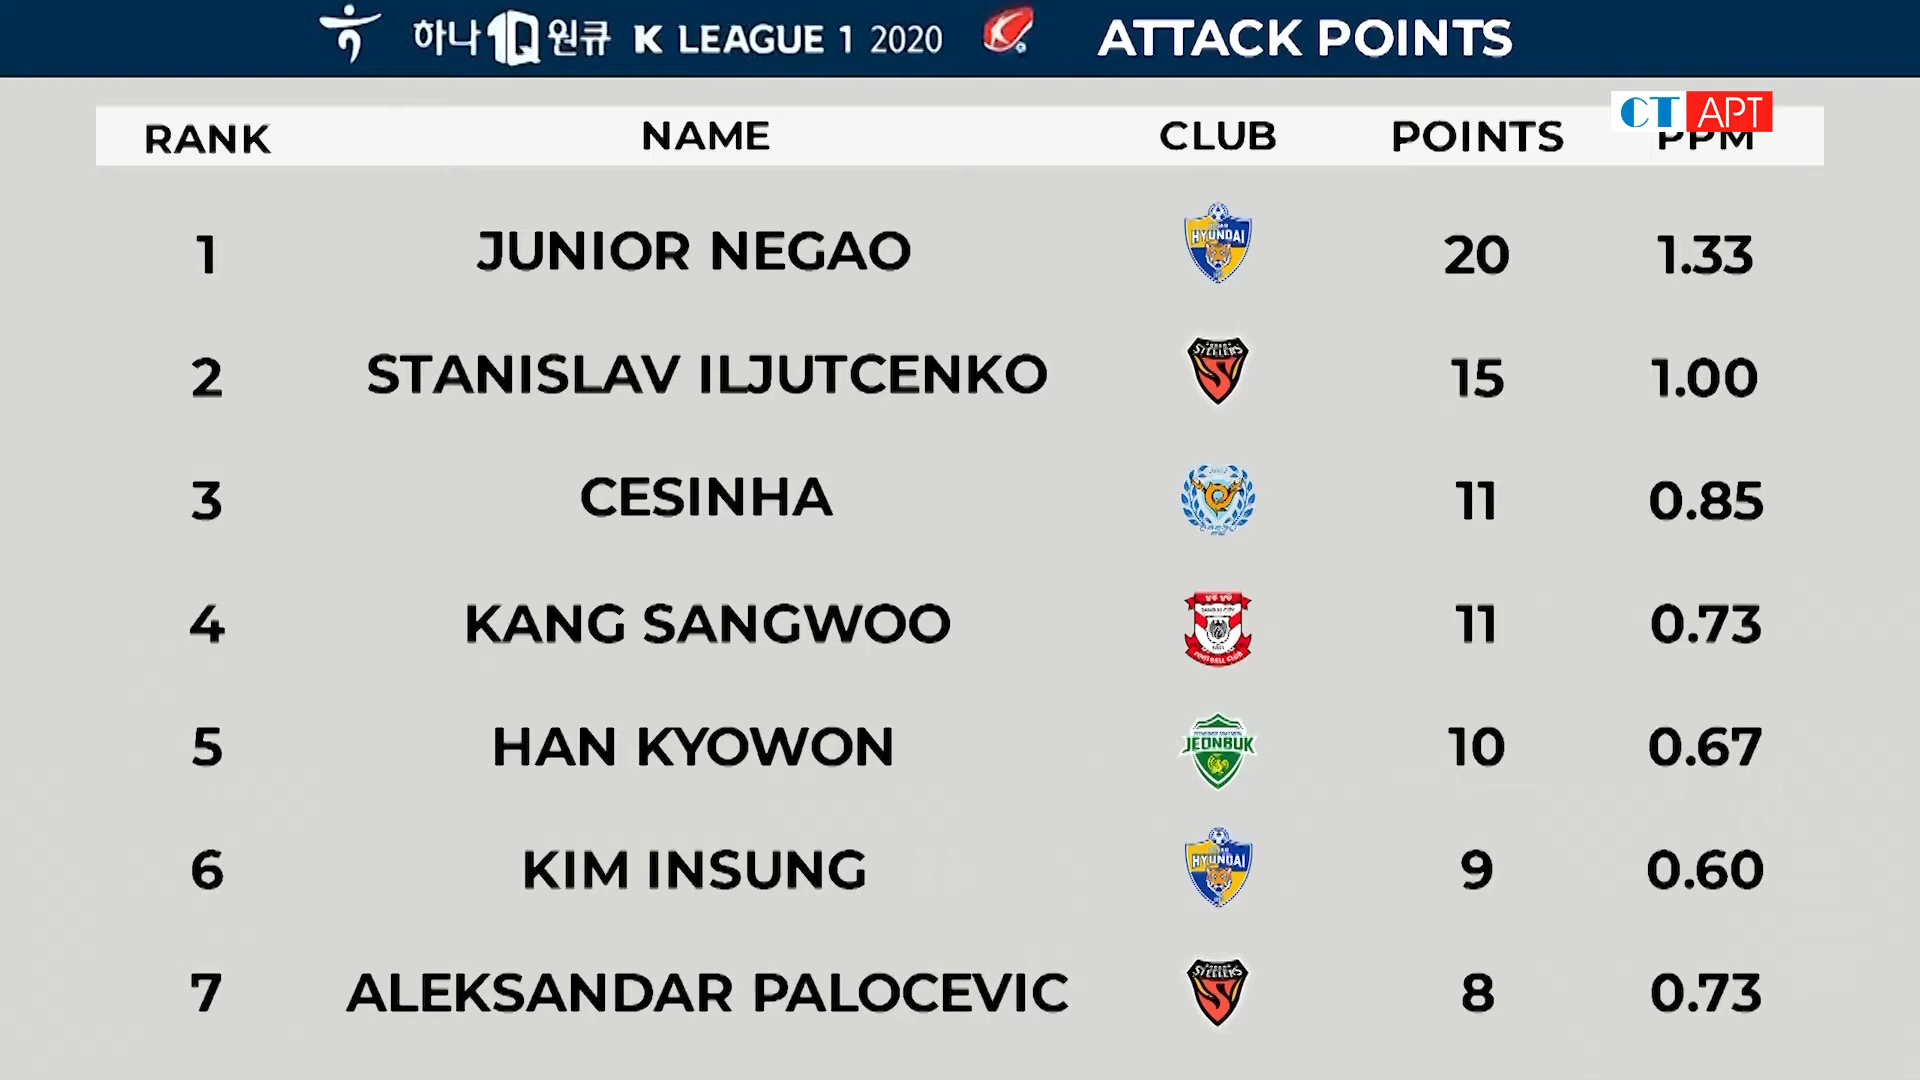 하나1Q원큐 K LEAGUE 1 2020 ATTACK POINTS
CT APT
RANK NAME CLUB POINTS PPM
1 JUNIOR NEGAO HYUNDAI 20 1.33
2 STANISLAV ILJUTCENKO STEELERS 15 1.00
3 CESINHA 11 0.85
4 KANG SANGWOO FOOTBALL CLUB 11 0.73
5 HAN KYOWON JEONBUK 10 0.67
6 KIM INSUNG HYUNDAI 9 0.60
7 ALEKSANDAR PALOCEVIC STEELERS 8 0.73